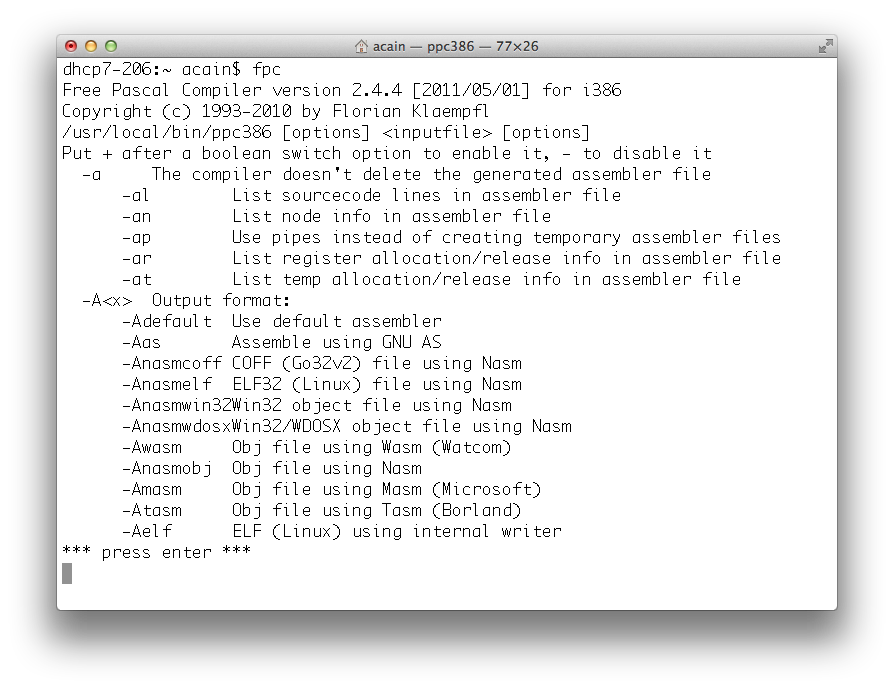 acain — ppc386 — 77×26
dhcp7-206:~ acain$ fpc
Free Pascal Compiler version 2.4.4 [2011/05/01] for i386
Copyright (c) 1993-2010 by Florian Klaempfl
/usr/local/bin/ppc386 [options] <inputfile> [options]
Put + after a boolean switch option to enable it, - to disable it
  -a     The compiler doesn't delete the generated assembler file
      -al        List sourcecode lines in assembler file
      -an        List node info in assembler file
      -ap        Use pipes instead of creating temporary assembler files
      -ar        List register allocation/release info in assembler file
      -at        List temp allocation/release info in assembler file
  -A<x>  Output format:
      -Adefault  Use default assembler
      -Aas       Assemble using GNU AS
      -Anasmcoff COFF (Go32v2) file using Nasm
      -Anasmelf  ELF32 (Linux) file using Nasm
      -Anasmwin32Win32 object file using Nasm
      -AnasmwdosxWin32/WDOSX object file using Nasm
      -Awasm     Obj file using Wasm (Watcom)
      -Anasmobj  Obj file using Nasm
      -Amasm     Obj file using Masm (Microsoft)
      -Atasm     Obj file using Tasm (Borland)
      -Aelf      ELF (Linux) using internal writer
*** press enter ***